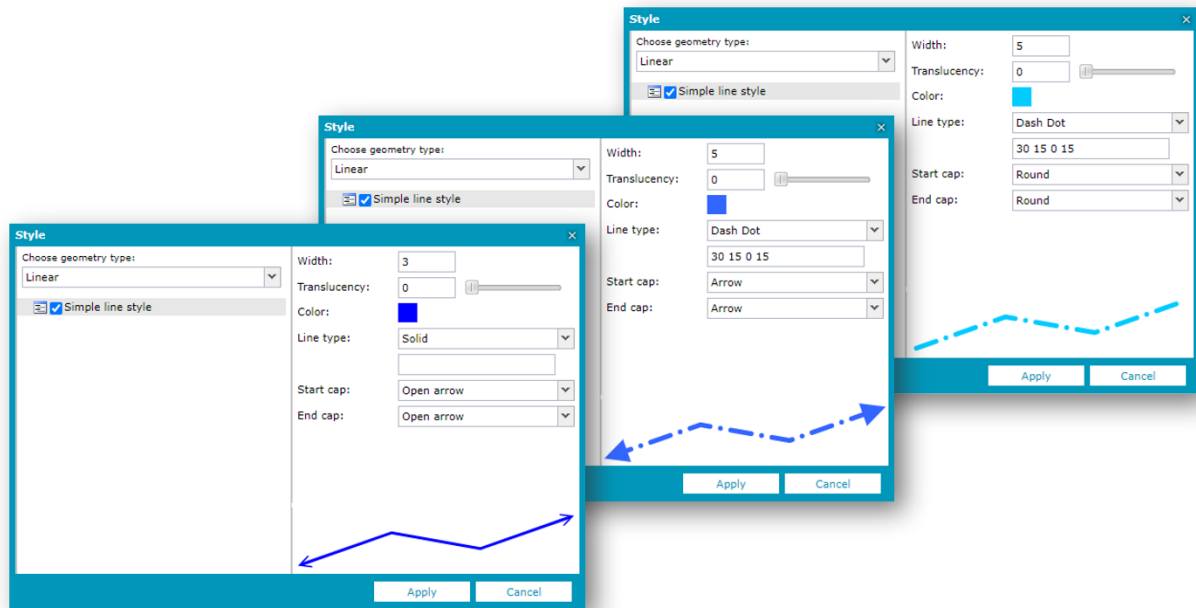 Style
Choose geometry type:
Linear
Simple line style
Width: 5
Translucency: 0
Color:
Line type: Dash Dot
30 15 0 15
Start cap: Round
End cap: Round
Apply Cancel
Style
Choose geometry type:
Linear
Simple line style
Width: 5
Translucency: 0
Color:
Line type: Dash Dot
30 15 0 15
Start cap: Arrow
End cap: Arrow
Apply Cancel
Style
Choose geometry type:
Linear
Simple line style
Width: 3
Translucency: 0
Color:
Line type: Solid
Start cap: Open arrow
End cap: Open arrow
Apply Cancel